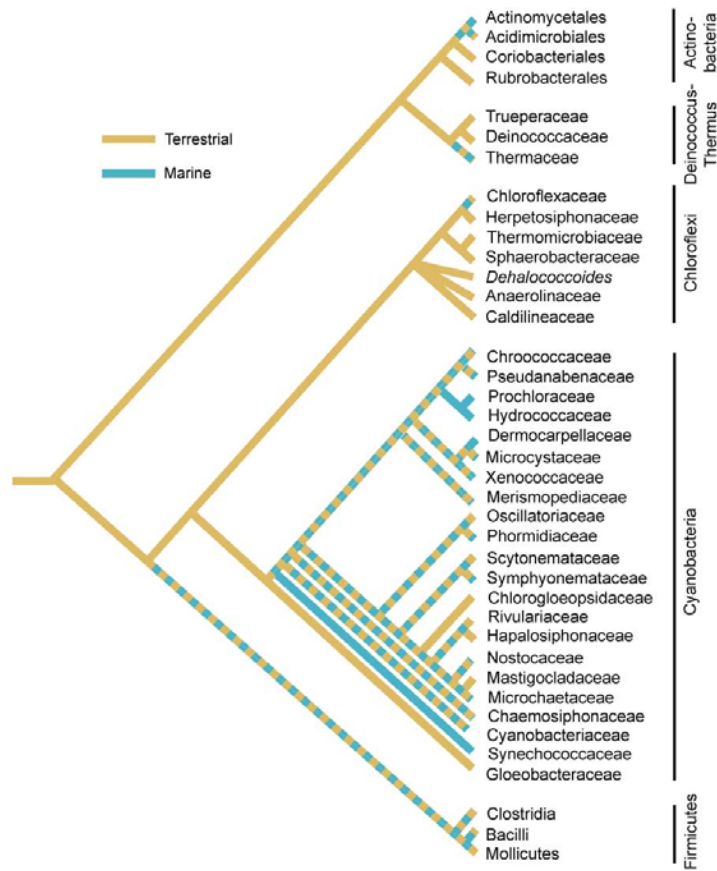 Actinomycetales
Acidimicrobiales
Coriobacteriales
Rubrobacterales
Actino-
bacteria
Trueperaceae
Deinococcaceae
Thermaceae
Deinococcus-
Thermus
Terrestrial
Marine
Chloroflexaceae
Herpetosiphonaceae
Thermomicrobiaceae
Sphaerobacteraceae
Dehalococcoides
Anaerolinaceae
Caldilineaceae
Chloroflexi
Chroococcaceae
Pseudanabenaceae
Prochloraceae
Hydrococcaceae
Dermocarpellaceae
Microcystaceae
Xenococcaceae
Merismopediaceae
Oscillatoriaceae
Phormidiaceae
Scytonemataceae
Symphyonemataceae
Chlorogloeopsidaceae
Rivulariaceae
Hapalosiphonaceae
Nostocaceae
Mastigocladaceae
Microchaetaceae
Chaemosiphonaceae
Cyanobacteriaceae
Synechococcaceae
Gloeobacteraceae
Cyanobacteria
Clostridia
Bacilli
Mollicutes
Firmicutes